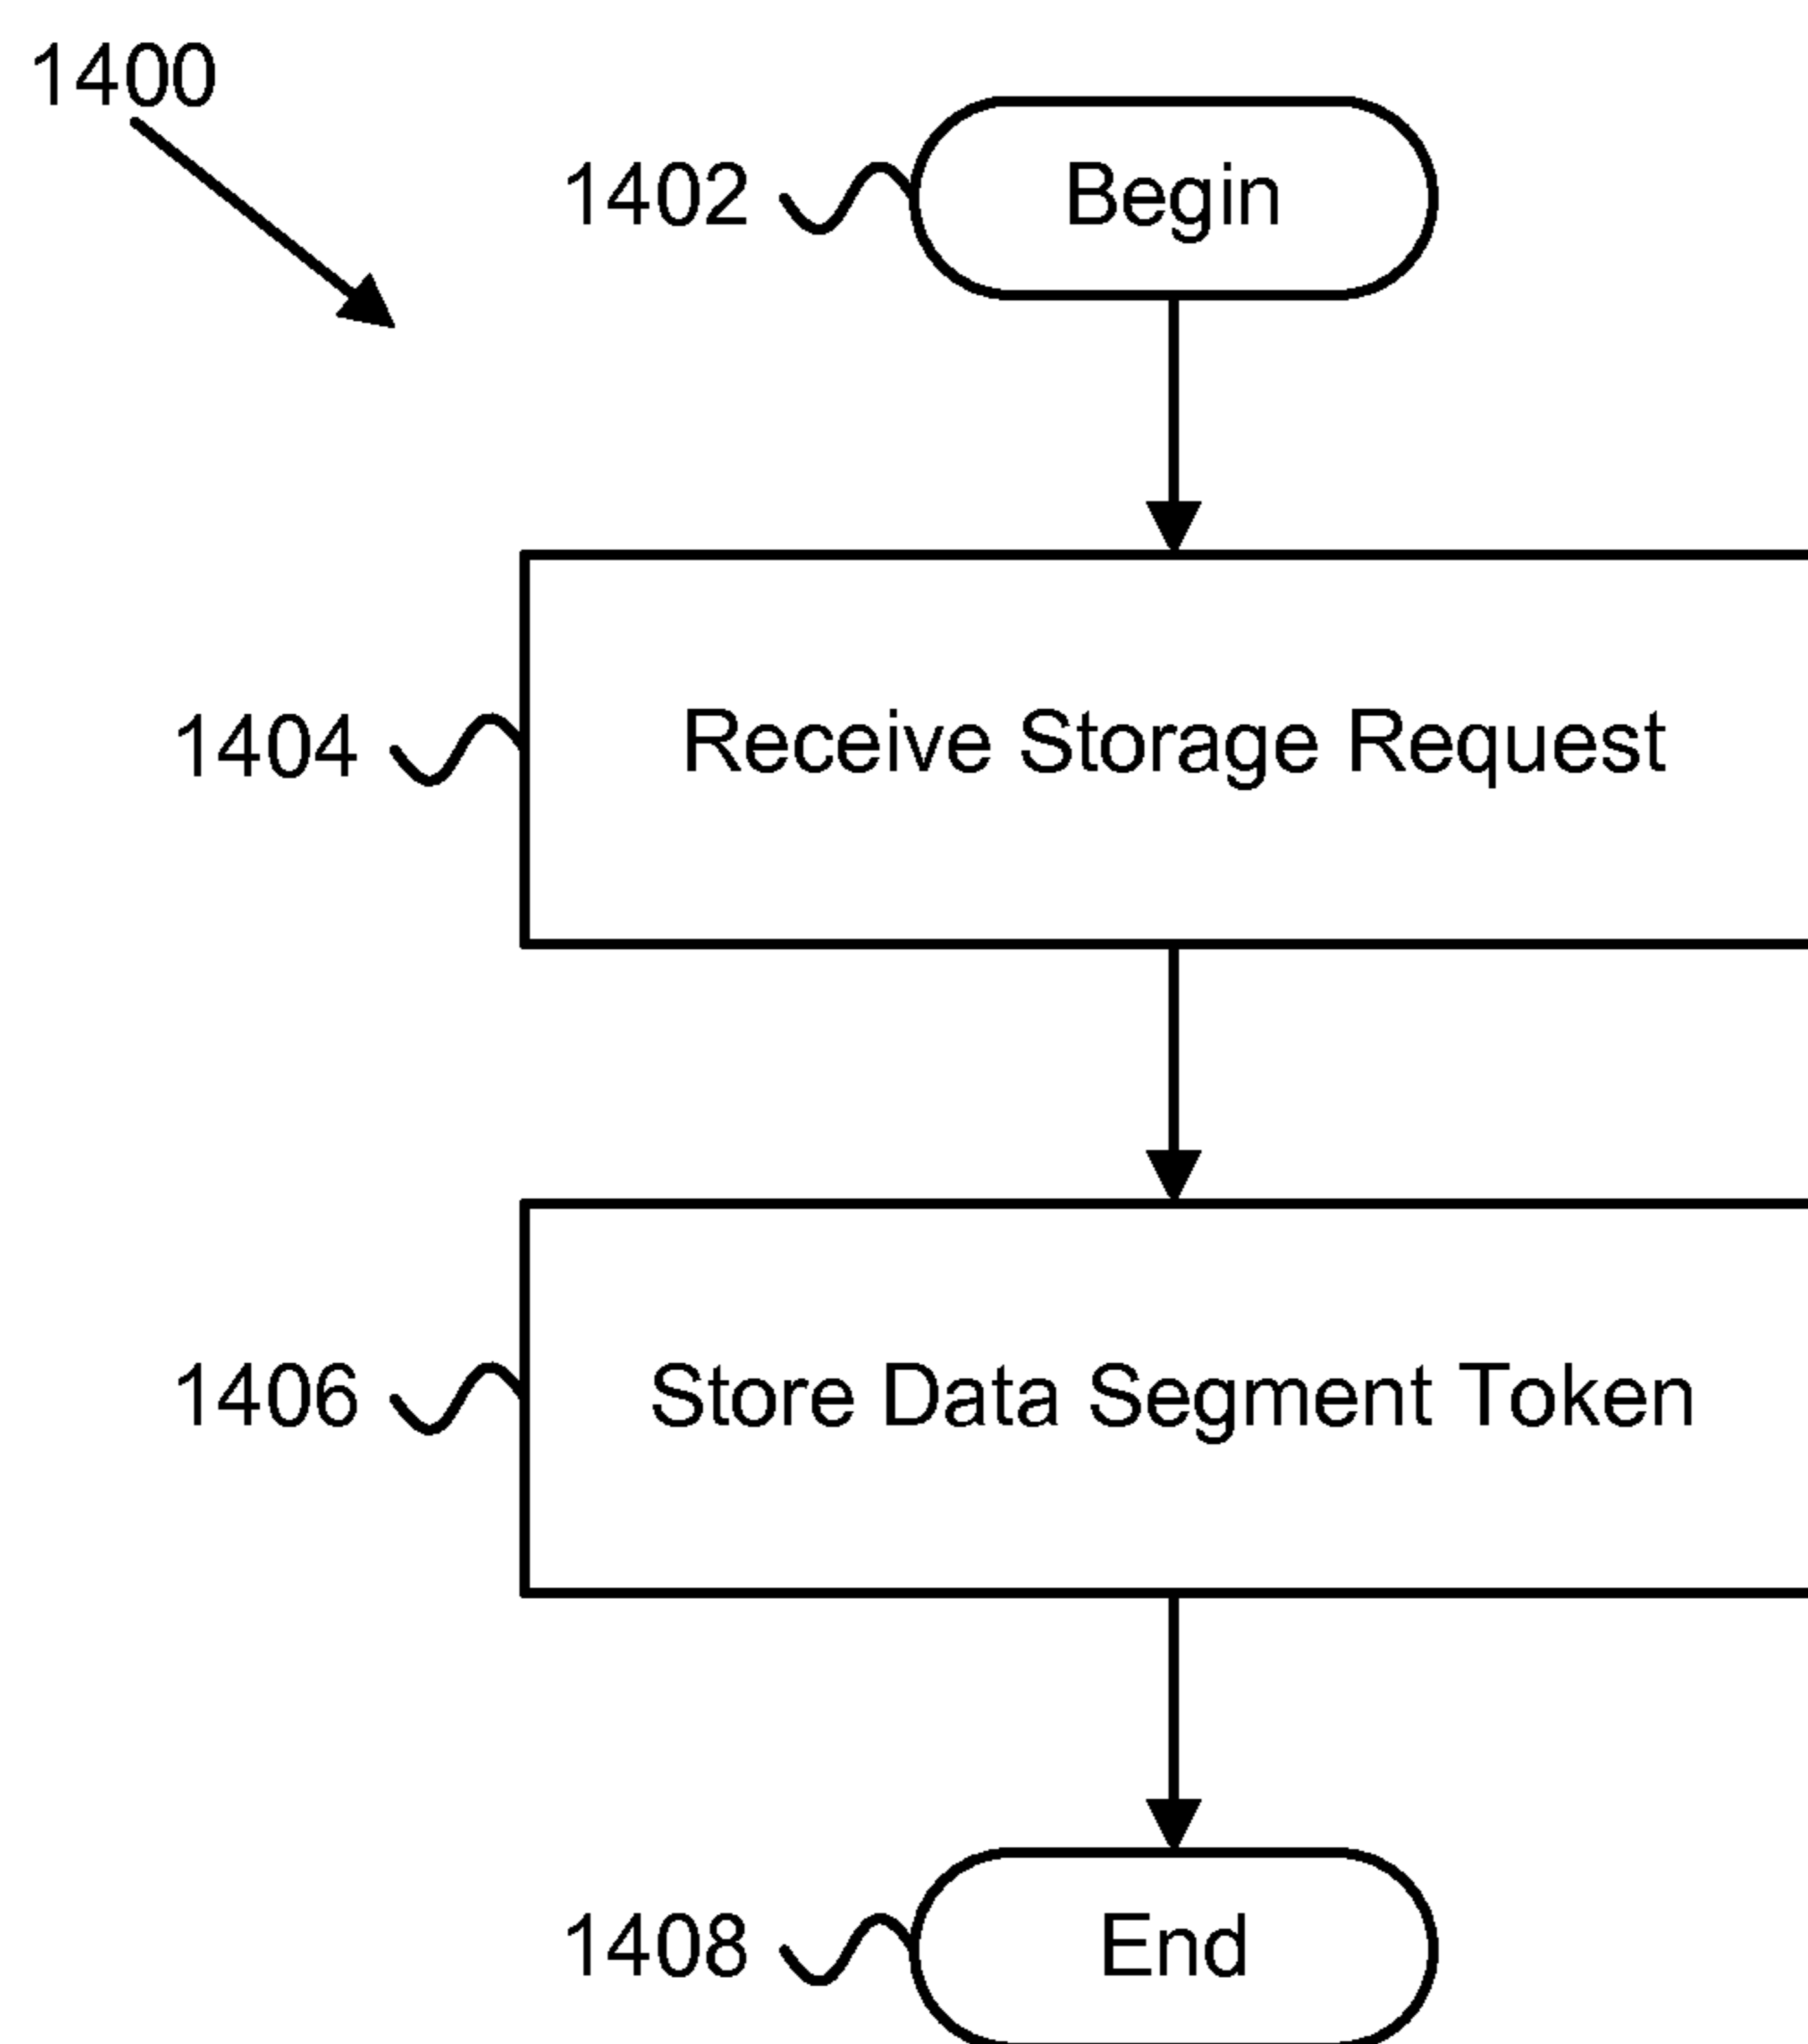 1400
1402 Begin
1404 Receive Storage Request
1406 Store Data Segment Token
1408 End